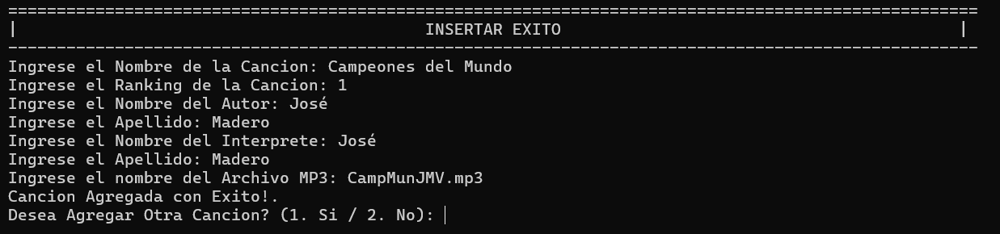 ====================================================================================================
| INSERTAR EXITO |
----------------------------------------------------------------------------------------------------
Ingrese el Nombre de la Cancion: Campeones del Mundo
Ingrese el Ranking de la Cancion: 1
Ingrese el Nombre del Autor: José
Ingrese el Apellido: Madero
Ingrese el Nombre del Interprete: José
Ingrese el Apellido: Madero
Ingrese el nombre del Archivo MP3: CampMunJMV.mp3
Cancion Agregada con Exito!.
Desea Agregar Otra Cancion? (1. Si / 2. No):